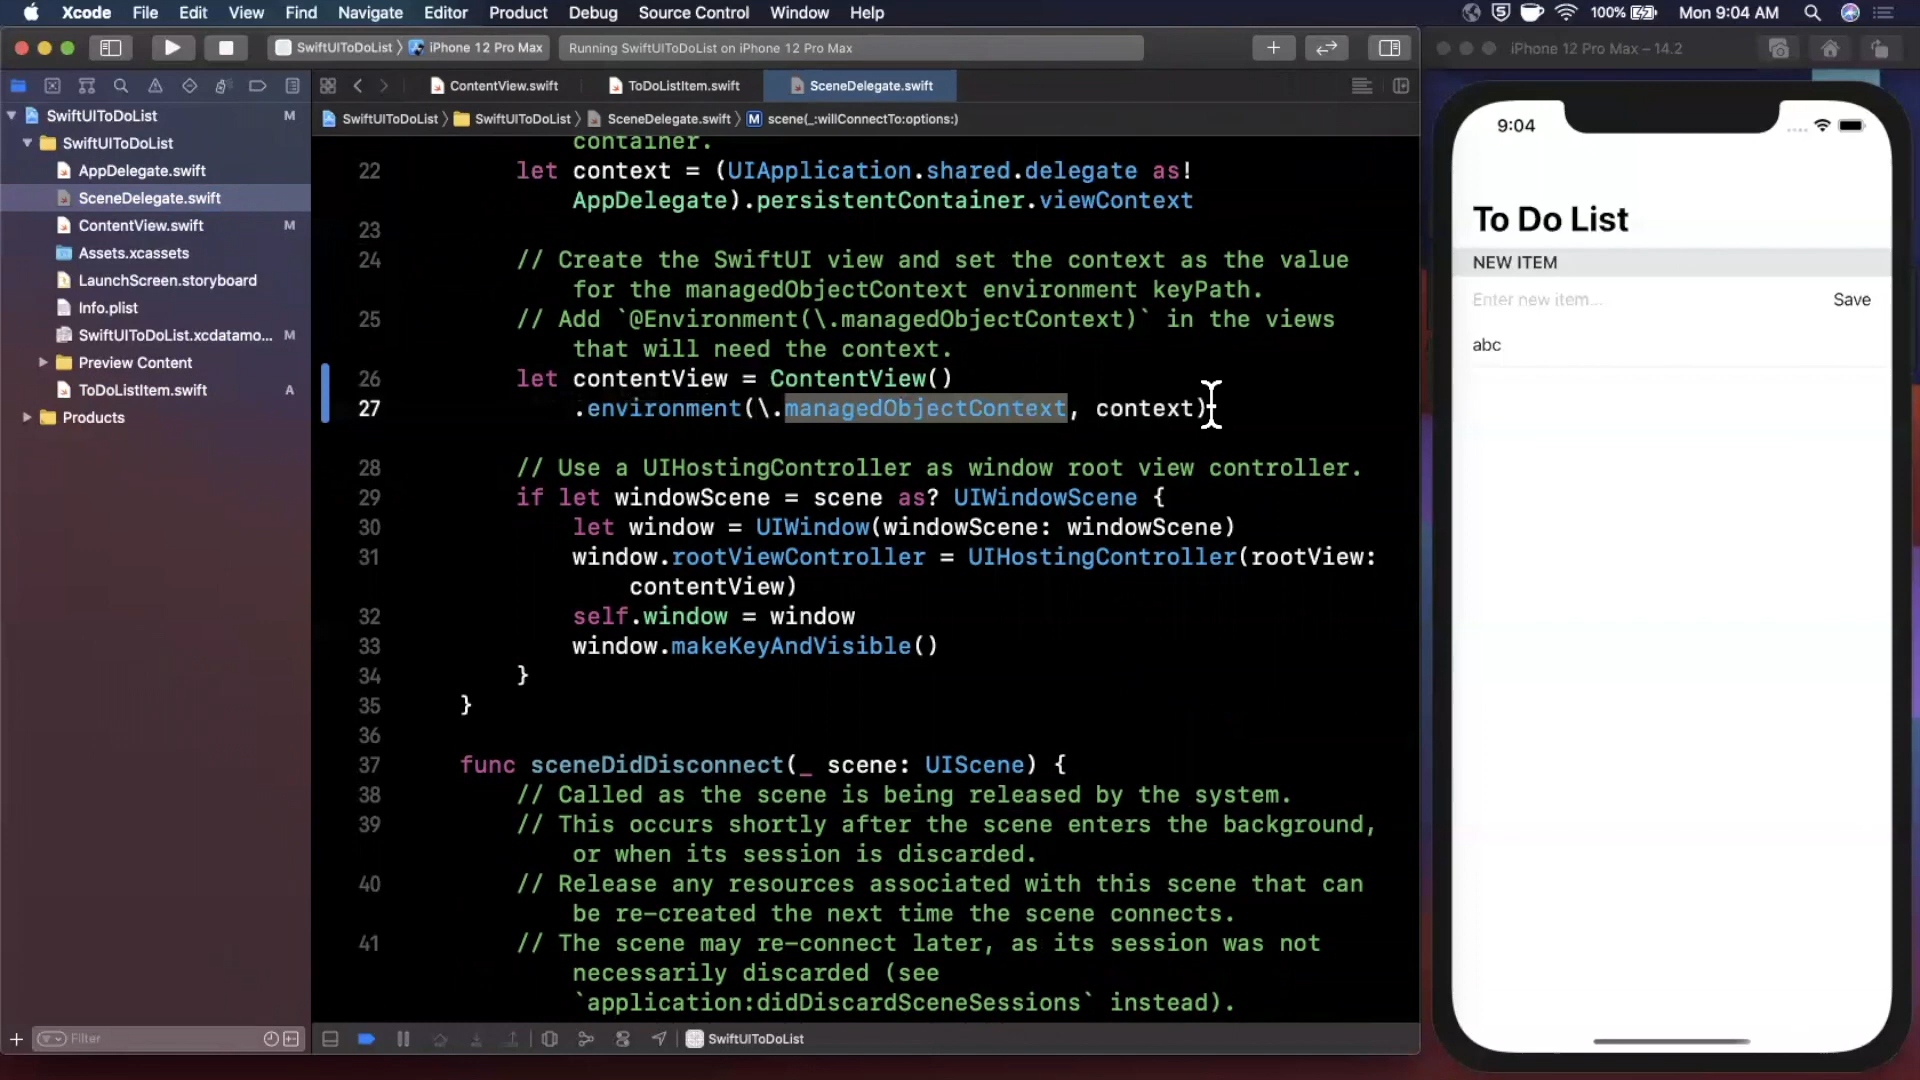 Xcode File Edit View Find Navigate Editor Product Debug Source Control Window Help 100% Mon 9:04 AM
SwiftUIToDoList iPhone 12 Pro Max Running SwiftUIToDoList on iPhone 12 Pro Max
iPhone 12 Pro Max – 14.2
ContentView.swift ToDoListItem.swift SceneDelegate.swift
SwiftUIToDoList SwiftUIToDoList SceneDelegate.swift M scene(_:willConnectTo:options:)
SwiftUIToDoList M
SwiftUIToDoList
AppDelegate.swift
SceneDelegate.swift
ContentView.swift M
Assets.xcassets
LaunchScreen.storyboard
Info.plist
SwiftUIToDoList.xcdatamo... M
Preview Content
ToDoListItem.swift A
Products
Filter
container.
22 let context = (UIApplication.shared.delegate as!
AppDelegate).persistentContainer.viewContext
23
24 // Create the SwiftUI view and set the context as the value
for the managedObjectContext environment keyPath.
25 // Add `@Environment(\.managedObjectContext)` in the views
that will need the context.
26 let contentView = ContentView()
27 .environment(\.managedObjectContext, context)
28 // Use a UIHostingController as window root view controller.
29 if let windowScene = scene as? UIWindowScene {
30 let window = UIWindow(windowScene: windowScene)
31 window.rootViewController = UIHostingController(rootView:
contentView)
32 self.window = window
33 window.makeKeyAndVisible()
34 }
35 }
36
37 func sceneDidDisconnect(_ scene: UIScene) {
38 // Called as the scene is being released by the system.
39 // This occurs shortly after the scene enters the background,
or when its session is discarded.
40 // Release any resources associated with this scene that can
be re-created the next time the scene connects.
41 // The scene may re-connect later, as its session was not
necessarily discarded (see
`application:didDiscardSceneSessions` instead).
SwiftUIToDoList
9:04
To Do List
NEW ITEM
Enter new item... Save
abc